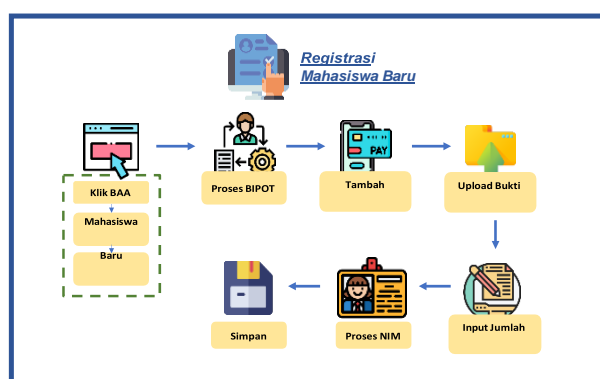 Registrasi
Mahasiswa Baru
PAY
Klik BAA
Mahasiswa
Baru
Proses BIPOT
Tambah
Upload Bukti
Input Jumlah
Proses NIM
Simpan